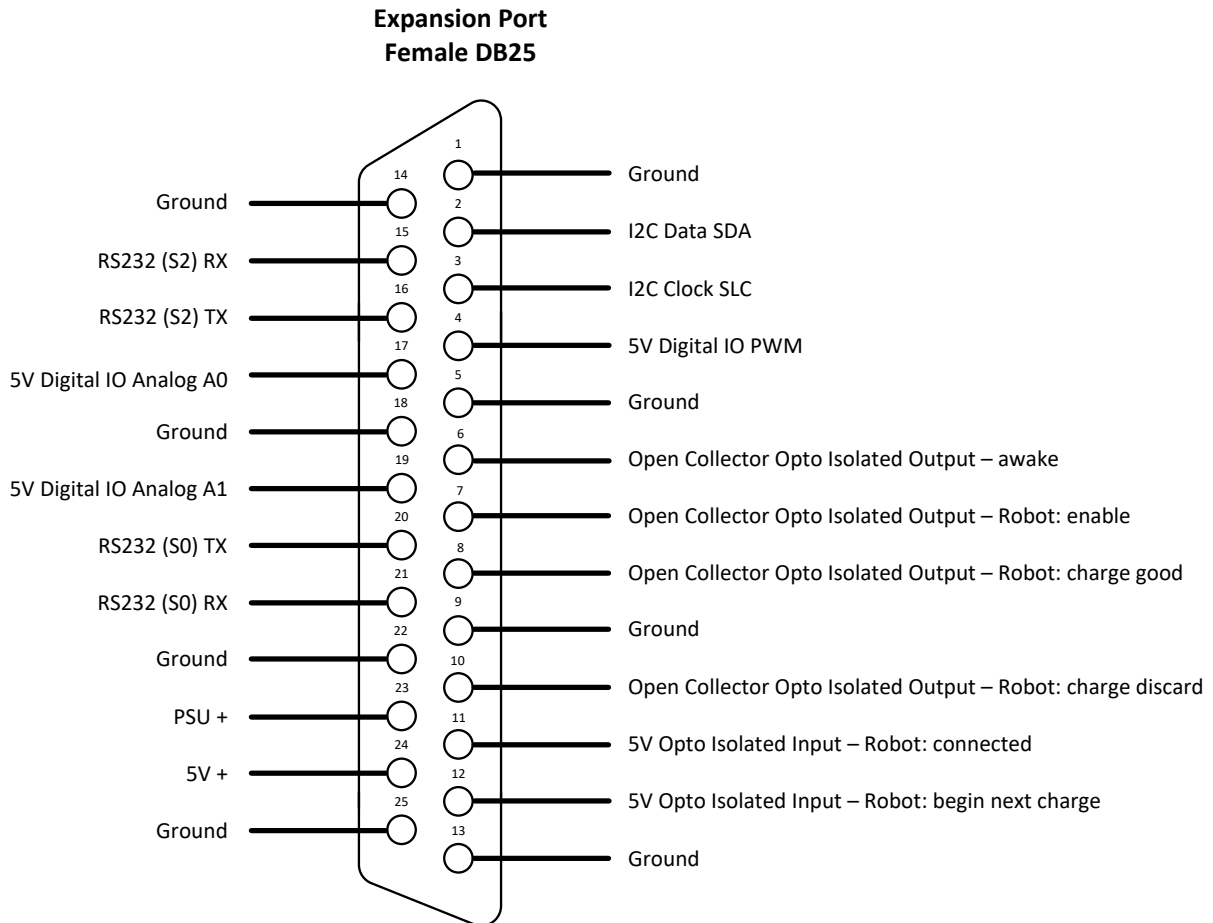 Expansion Port
Female DB25
1
Ground
14
Ground
2
I2C Data SDA
15
RS232 (S2) RX
3
I2C Clock SLC
16
RS232 (S2) TX
4
5V Digital IO PWM
17
5V Digital IO Analog A0
5
Ground
18
Ground
6
Open Collector Opto Isolated Output – awake
19
5V Digital IO Analog A1
7
Open Collector Opto Isolated Output – Robot: enable
20
RS232 (S0) TX
8
Open Collector Opto Isolated Output – Robot: charge good
21
RS232 (S0) RX
9
Ground
22
Ground
10
Open Collector Opto Isolated Output – Robot: charge discard
23
PSU +
11
5V Opto Isolated Input – Robot: connected
24
5V +
12
5V Opto Isolated Input – Robot: begin next charge
25
Ground
13
Ground